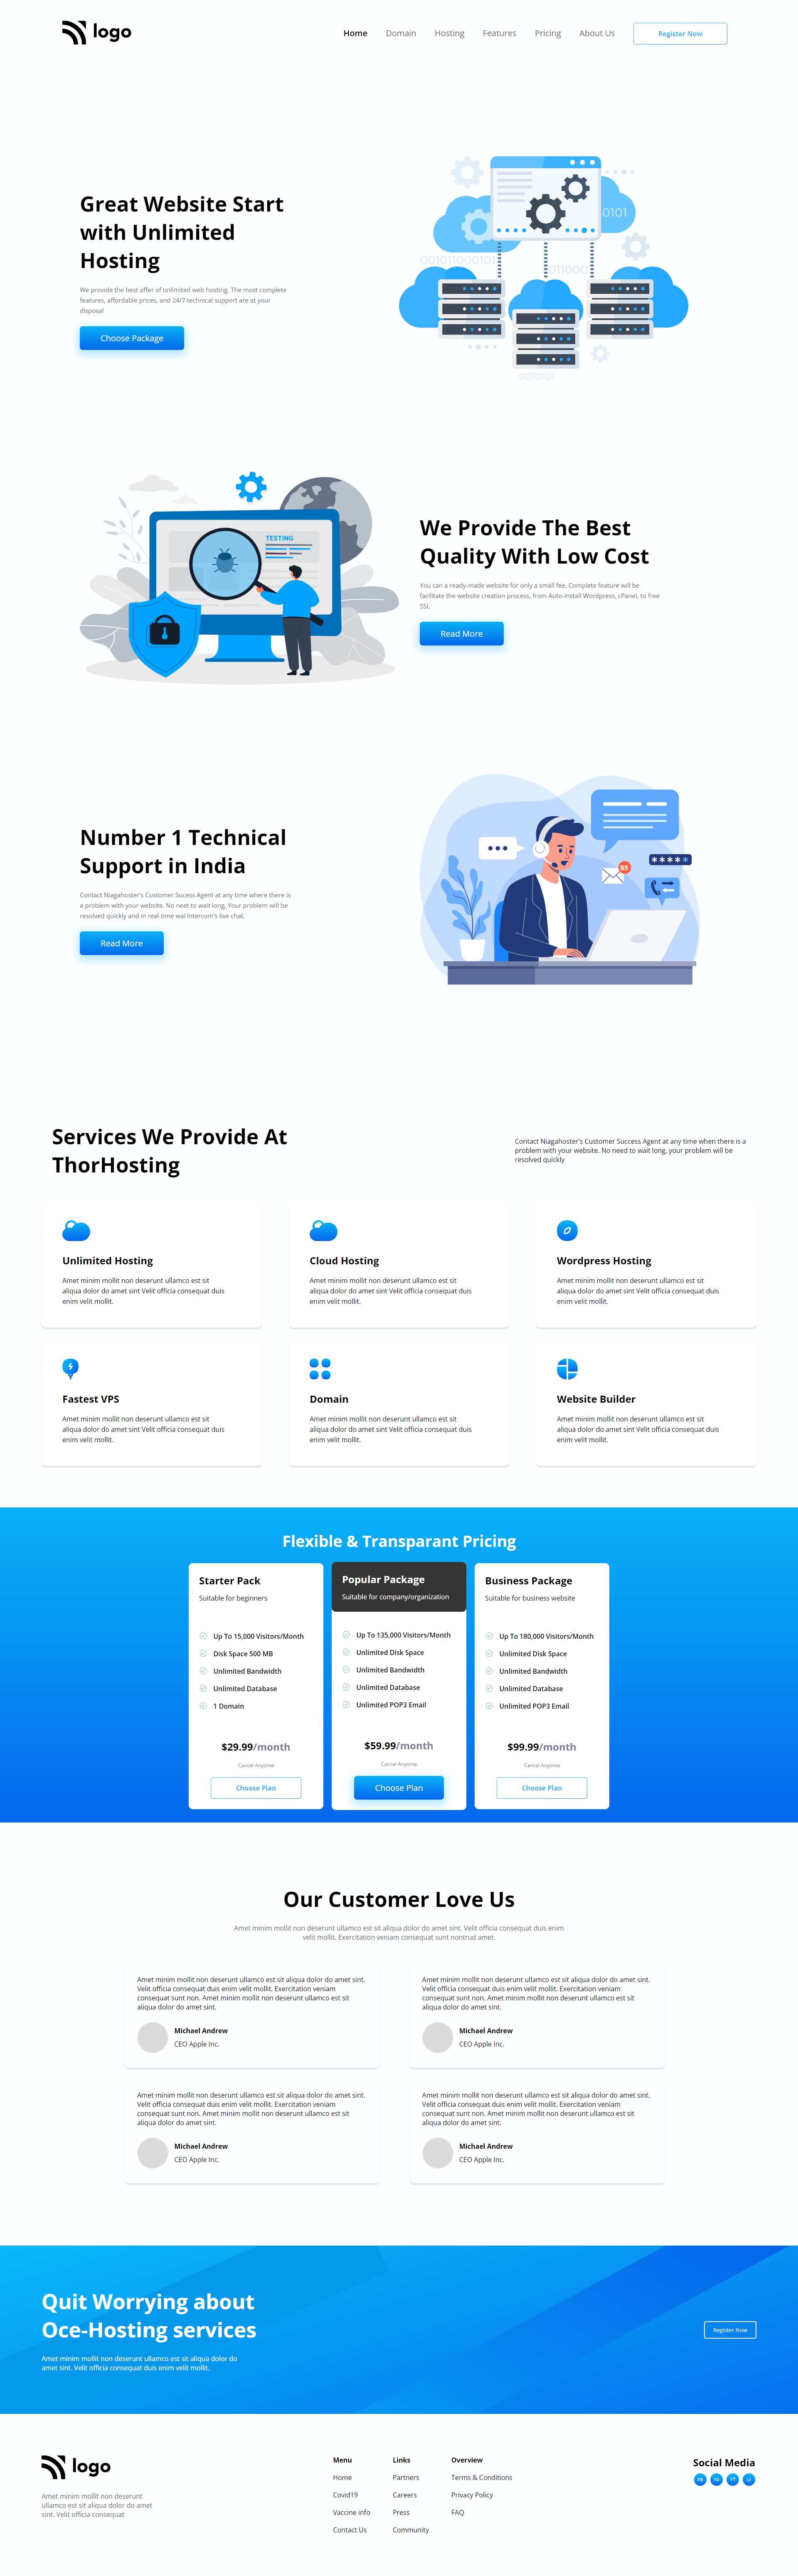 logo
Home Domain Hosting Features Pricing About Us Register Now
Great Website Start
with Unlimited
Hosting
We provide the best offer of unlimited web hosting. The most complete
features, affordable prices, and 24/7 technical support are at your
disposal
Choose Package
0101
001011000101
011000
0010101
TESTING
We Provide The Best
Quality With Low Cost
You can a ready-made website for only a small fee. Complete feature will be
facilitate the website creation process, from Auto-Install Wordpress, cPanel, to free
SSL
Read More
Number 1 Technical
Support in India
Contact Niagahoster's Customer Sucess Agent at any time where there is
a problem with your website. No neet to wait long, Your problem will be
resolved quickly and in real-time wai Intercom's live chat.
Read More
85
*****
Services We Provide At
ThorHosting
Contact Niagahoster's Customer Success Agent at any time when there is a
problem with your website. No need to wait long, your problem will be
resolved quickly
Unlimited Hosting
Amet minim mollit non deserunt ullamco est sit
aliqua dolor do amet sint Velit officia consequat duis
enim velit mollit.
Cloud Hosting
Amet minim mollit non deserunt ullamco est sit
aliqua dolor do amet sint Velit officia consequat duis
enim velit mollit.
Wordpress Hosting
Amet minim mollit non deserunt ullamco est sit
aliqua dolor do amet sint Velit officia consequat duis
enim velit mollit.
Fastest VPS
Amet minim mollit non deserunt ullamco est sit
aliqua dolor do amet sint Velit officia consequat duis
enim velit mollit.
Domain
Amet minim mollit non deserunt ullamco est sit
aliqua dolor do amet sint Velit officia consequat duis
enim velit mollit.
Website Builder
Amet minim mollit non deserunt ullamco est sit
aliqua dolor do amet sint Velit officia consequat duis
enim velit mollit.
Flexible & Transparant Pricing
Starter Pack
Suitable for beginners
Up To 15,000 Visitors/Month
Disk Space 500 MB
Unlimited Bandwidth
Unlimited Database
1 Domain
$29.99/month
Cancel Anytime
Choose Plan
Popular Package
Suitable for company/organization
Up To 135,000 Visitors/Month
Unlimited Disk Space
Unlimited Bandwidth
Unlimited Database
Unlimited POP3 Email
$59.99/month
Cancel Anytime
Choose Plan
Business Package
Suitable for business website
Up To 180,000 Visitors/Month
Unlimited Disk Space
Unlimited Bandwidth
Unlimited Database
Unlimited POP3 Email
$99.99/month
Cancel Anytime
Choose Plan
Our Customer Love Us
Amet minim mollit non deserunt ullamco est sit aliqua dolor do amet sint. Velit officia consequat duis enim
velit mollit. Exercitation veniam consequat sunt nontrud amet.
Amet minim mollit non deserunt ullamco est sit aliqua dolor do amet sint.
Velit officia consequat duis enim velit mollit. Exercitation veniam
consequat sunt non. Amet minim mollit non deserunt ullamco est sit
aliqua dolor do amet sint.
Michael Andrew
CEO Apple Inc.
Amet minim mollit non deserunt ullamco est sit aliqua dolor do amet sint.
Velit officia consequat duis enim velit mollit. Exercitation veniam
consequat sunt non. Amet minim mollit non deserunt ullamco est sit
aliqua dolor do amet sint.
Michael Andrew
CEO Apple Inc.
Amet minim mollit non deserunt ullamco est sit aliqua dolor do amet sint.
Velit officia consequat duis enim velit mollit. Exercitation veniam
consequat sunt non. Amet minim mollit non deserunt ullamco est sit
aliqua dolor do amet sint.
Michael Andrew
CEO Apple Inc.
Amet minim mollit non deserunt ullamco est sit aliqua dolor do amet sint.
Velit officia consequat duis enim velit mollit. Exercitation veniam
consequat sunt non. Amet minim mollit non deserunt ullamco est sit
aliqua dolor do amet sint.
Michael Andrew
CEO Apple Inc.
Quit Worrying about
Oce-Hosting services
Amet minim mollit non deserunt ullamco est sit aliqua dolor do
amet sint. Velit officia consequat duis enim velit mollit.
Register Now
logo
Amet minim mollit non deserunt
ullamco est sit aliqua dolor do amet
sint. Velit officia consequat
Menu
Home
Covid19
Vaccine info
Contact Us
Links
Partners
Careers
Press
Community
Overview
Terms & Conditions
Privacy Policy
FAQ
Social Media
FB IG YT LI